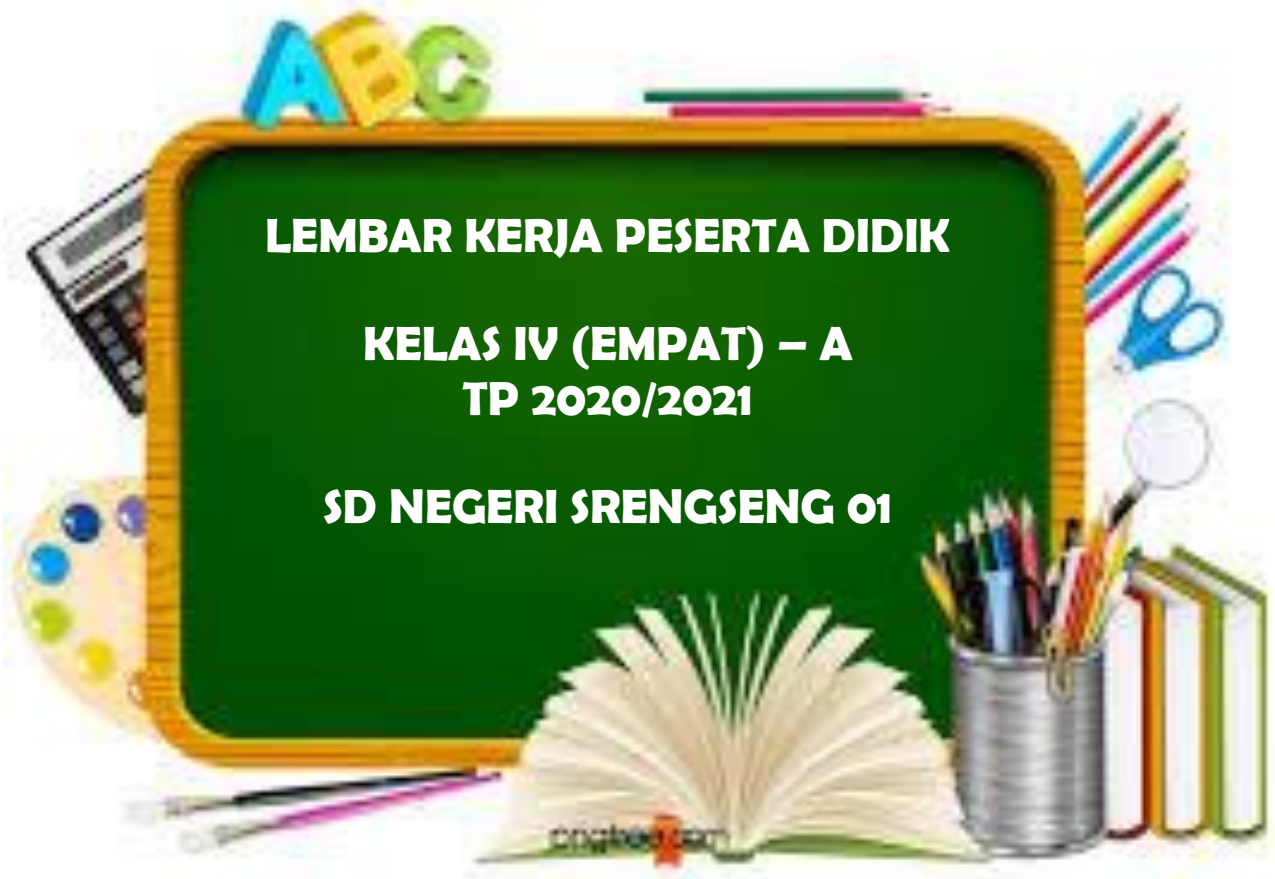 ABC
LEMBAR KERJA PESERTA DIDIK
KELAS IV (EMPAT) – A
TP 2020/2021
SD NEGERI SRENGSENG 01